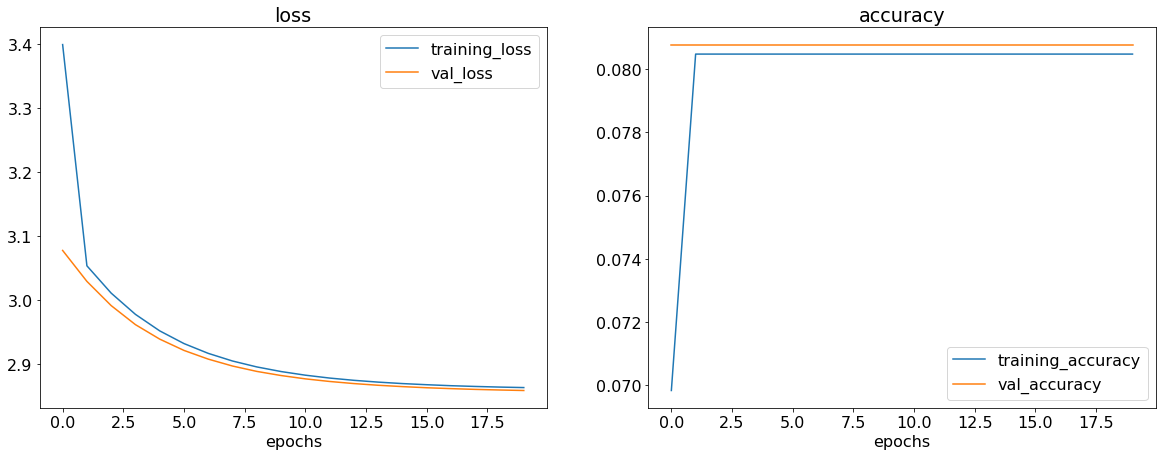 loss
3.4
3.3
3.2
3.1
3.0
2.9
training_loss
val_loss
0.0 2.5 5.0 7.5 10.0 12.5 15.0 17.5
epochs
accuracy
0.080
0.078
0.076
0.074
0.072
0.070
training_accuracy
val_accuracy
0.0 2.5 5.0 7.5 10.0 12.5 15.0 17.5
epochs